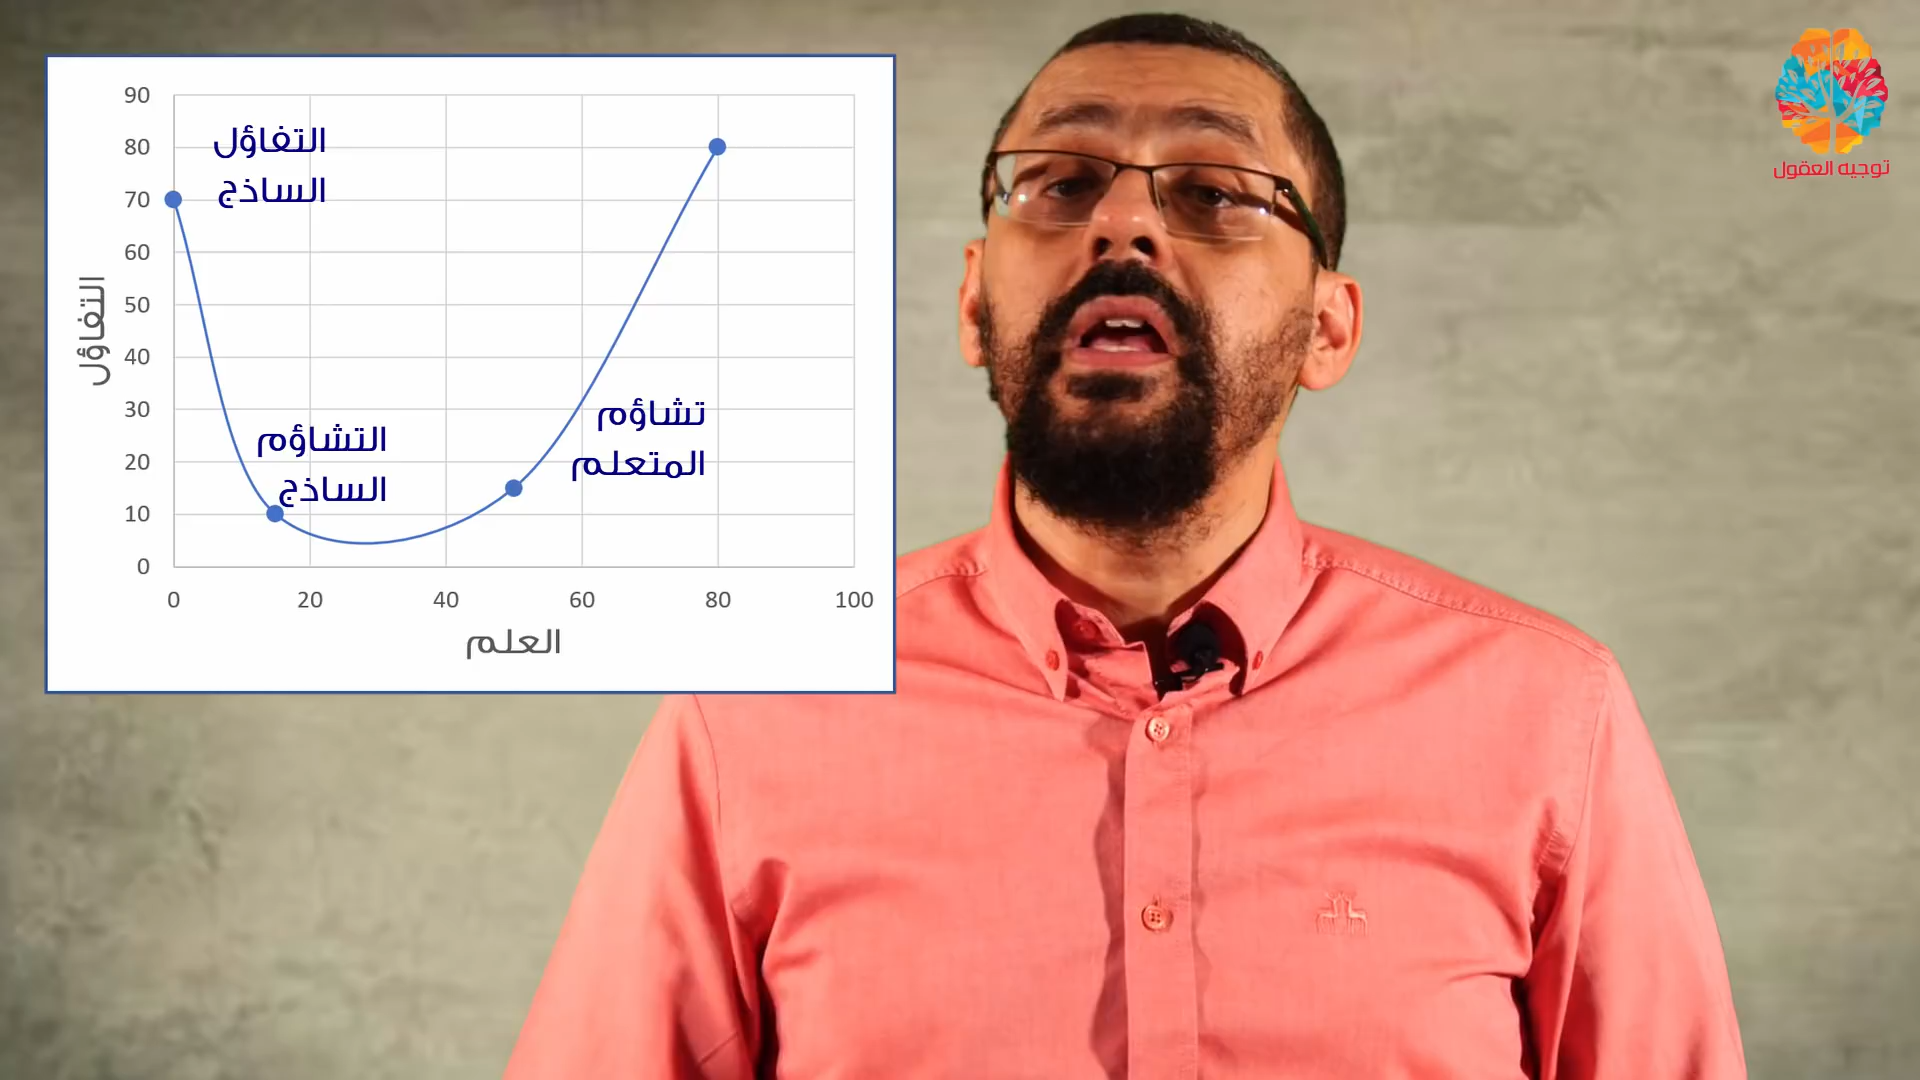 90
80
70
60
50
40
30
20
10
0
0 20 40 60 80 100
التفاؤل
العلم
التفاؤل
الساذج
التشاؤم
الساذج
تشاؤم
المتعلم
توجيه العقول